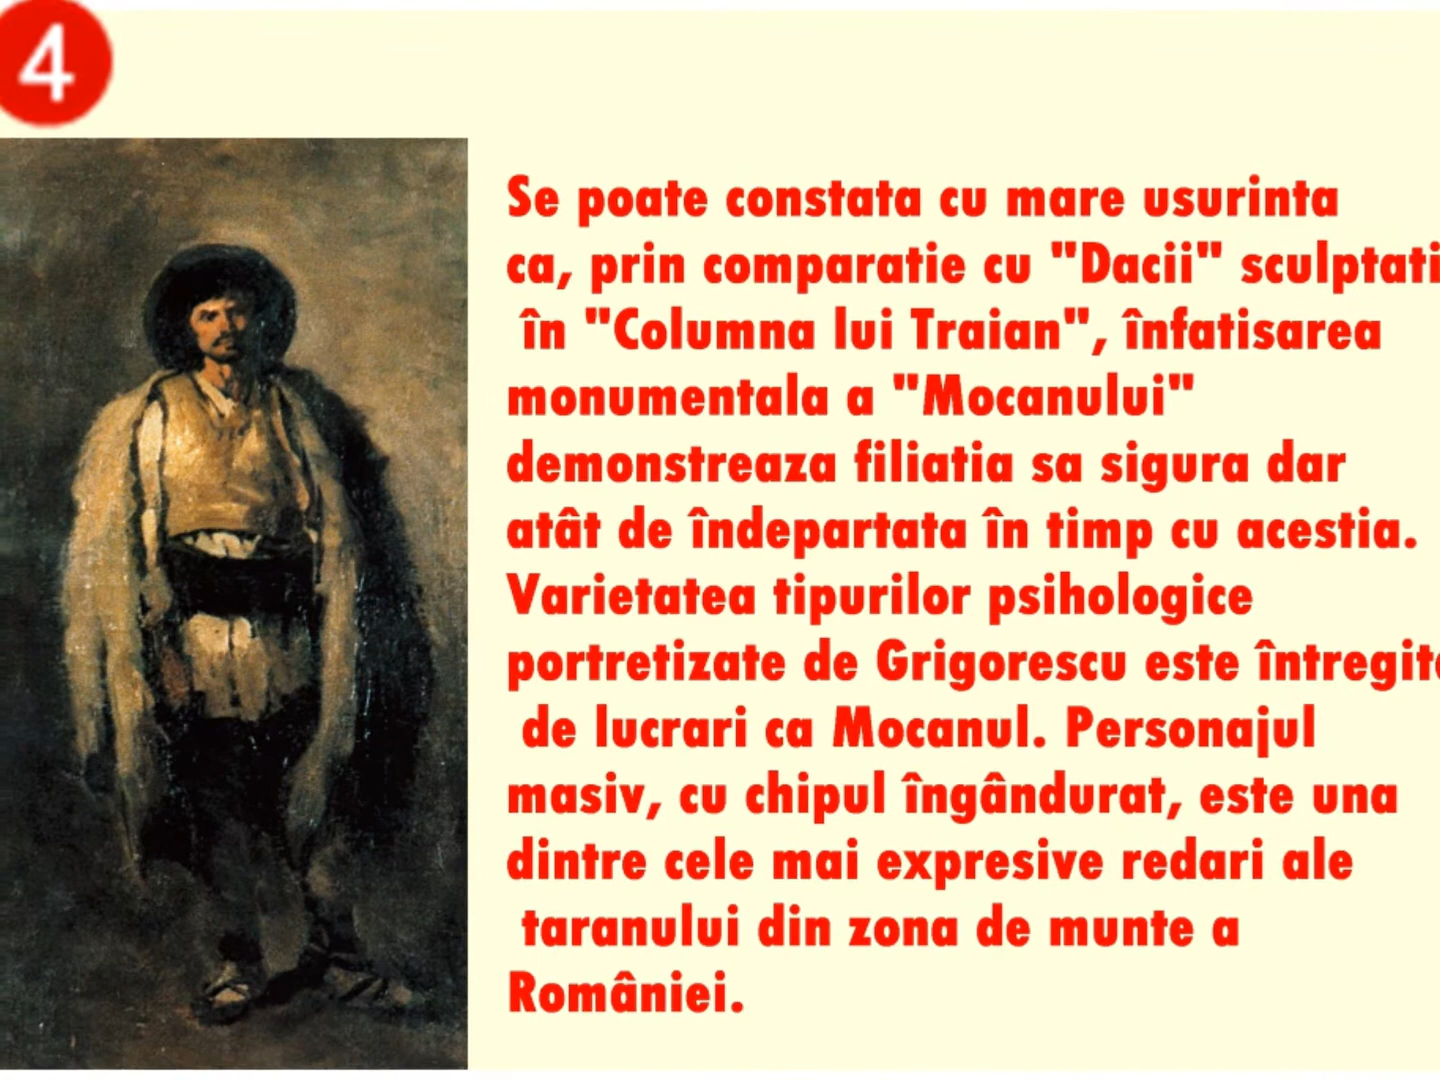 4
Se poate constata cu mare usurinta
ca, prin comparatie cu "Dacii" sculptati
în "Columna lui Traian", înfatisarea
monumentala a "Mocanului"
demonstreaza filiatia sa sigura dar
atât de îndepartata în timp cu acestia.
Varietatea tipurilor psihologice
portretizate de Grigorescu este
de lucrari ca Mocanul. Personajul
masiv, cu chipul îngândurat, este una
dintre cele mai expresive redari ale
taranului din zona de munte a
României.